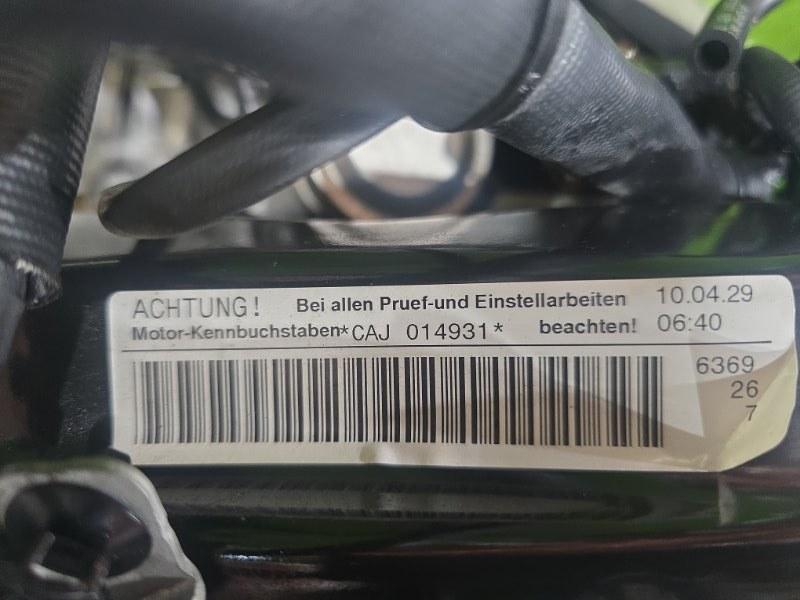 ACHTUNG! Bei allen Pruef-und Einstellarbeiten 10.04.29
Motor-Kennbuchstaben*CAJ 014931* beachten! 06:40
6369
26
7